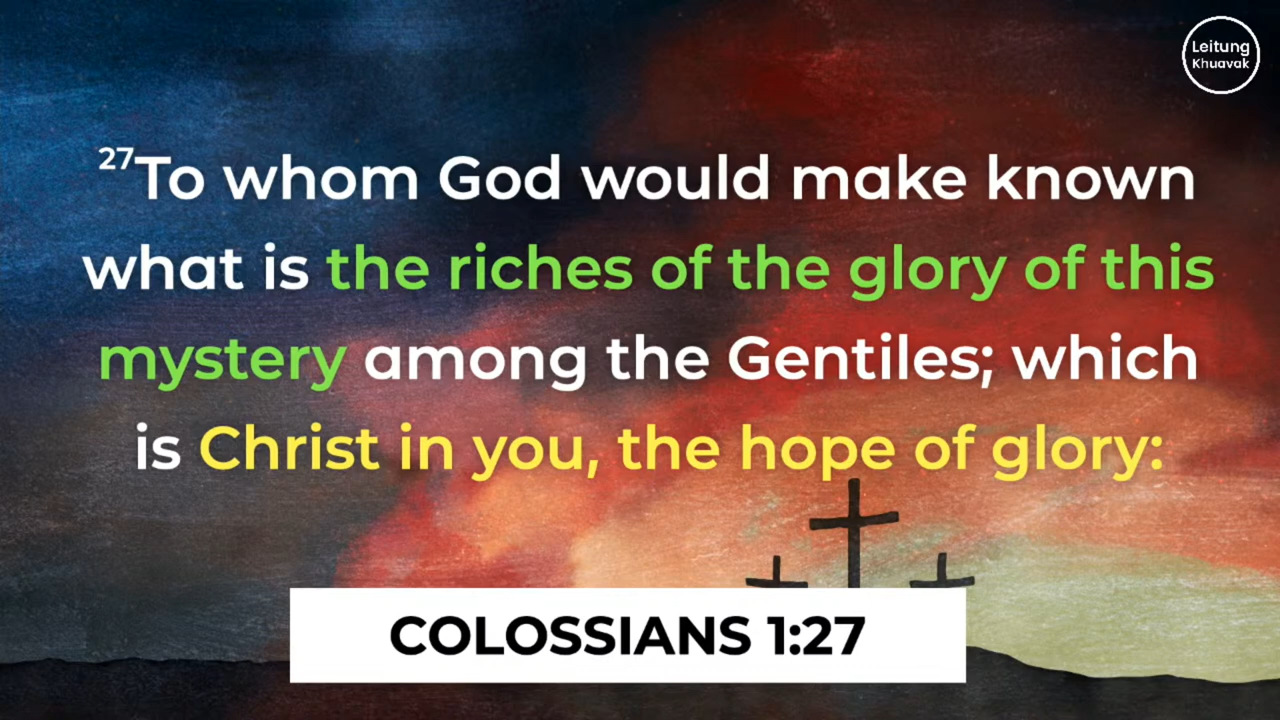 Leitung
Khuavak
27To whom God would make known
what is the riches of the glory of this
mystery among the Gentiles; which
is Christ in you, the hope of glory:
COLOSSIANS 1:27